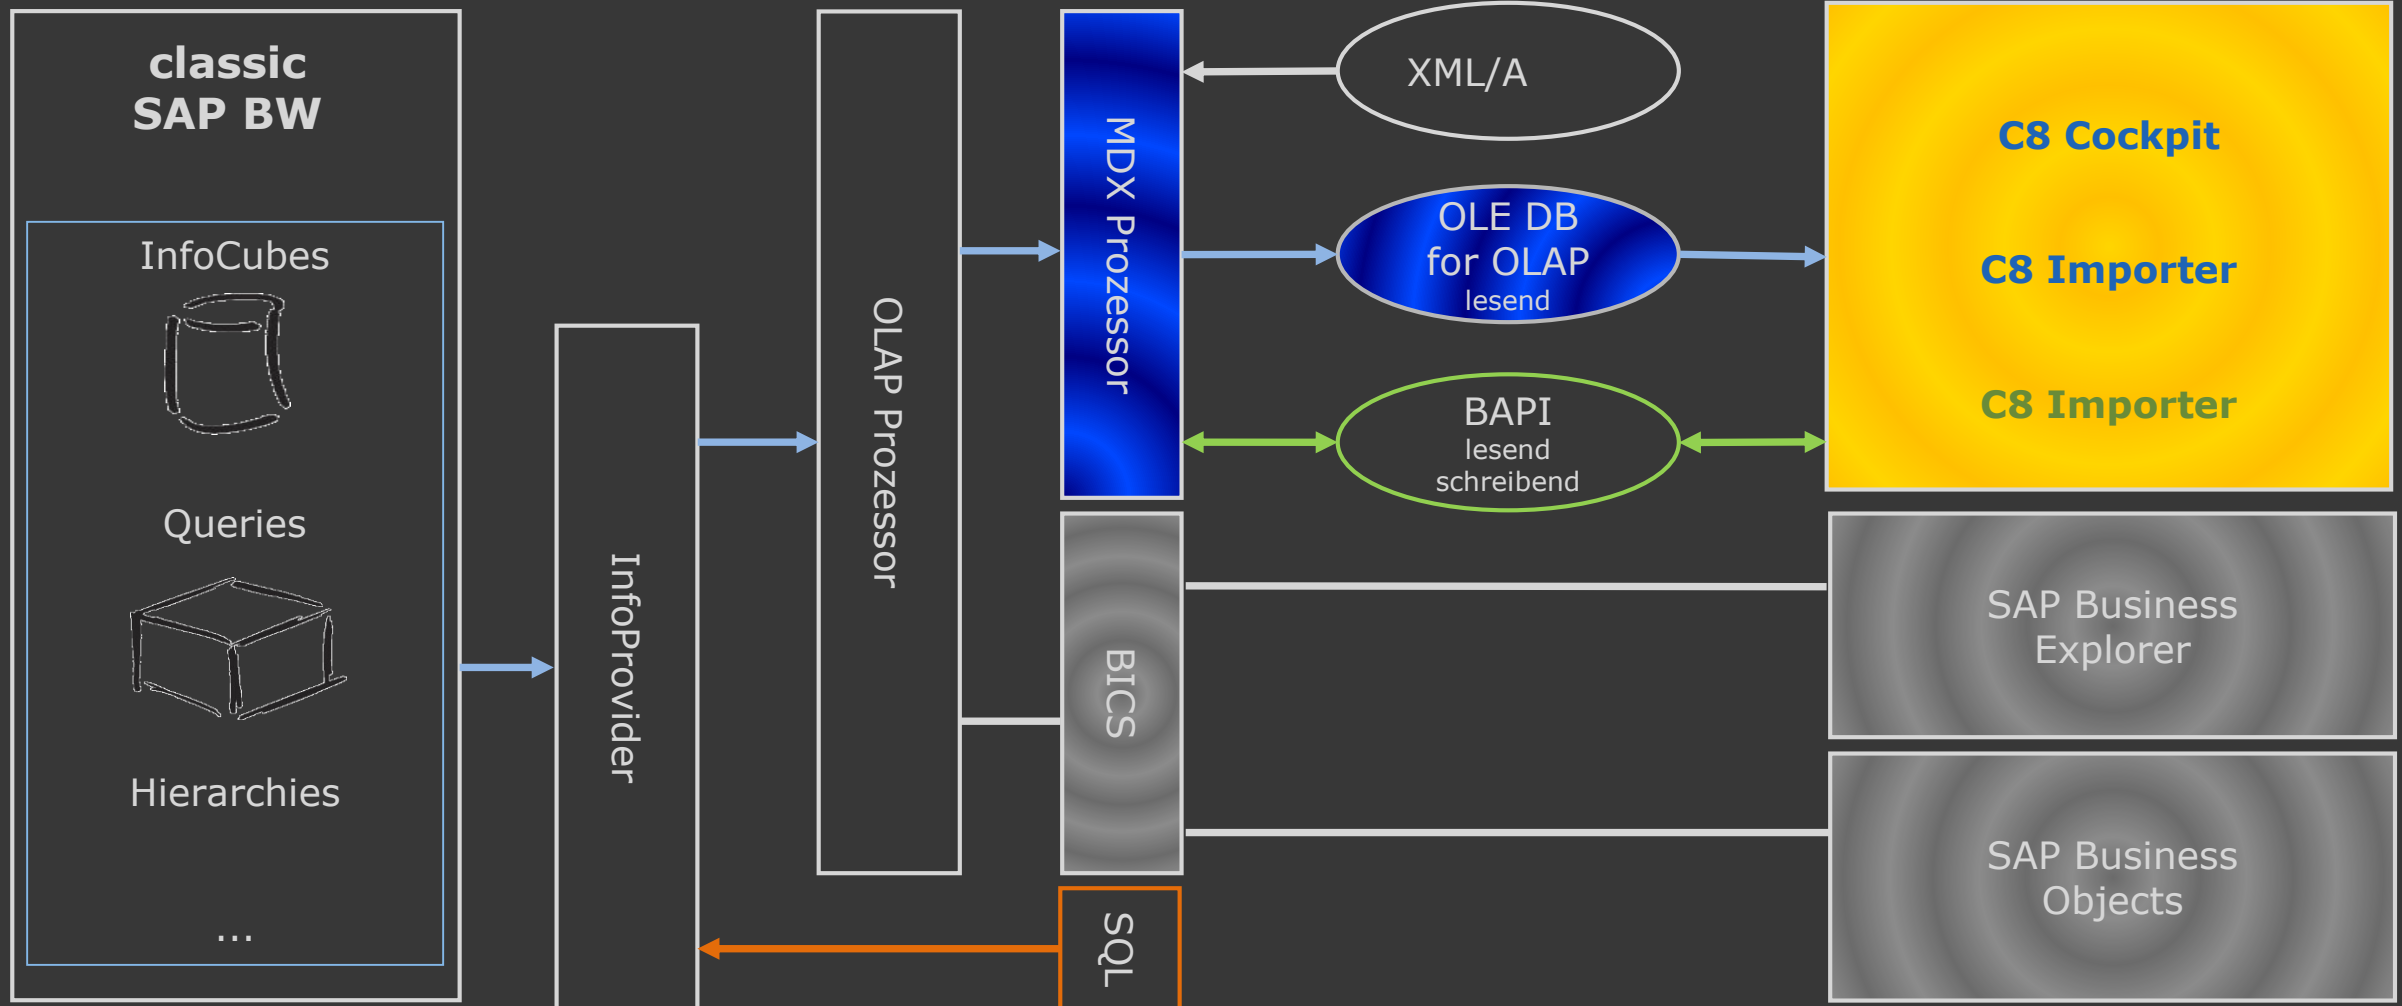 classic
SAP BW
InfoCubes
Queries
Hierarchies
...
InfoProvider
OLAP Prozessor
MDX Prozessor
BICS
SQL
XML/A
OLE DB
for OLAP
lesend
BAPI
lesend
schreibend
C8 Cockpit
C8 Importer
C8 Importer
SAP Business
Explorer
SAP Business
Objects